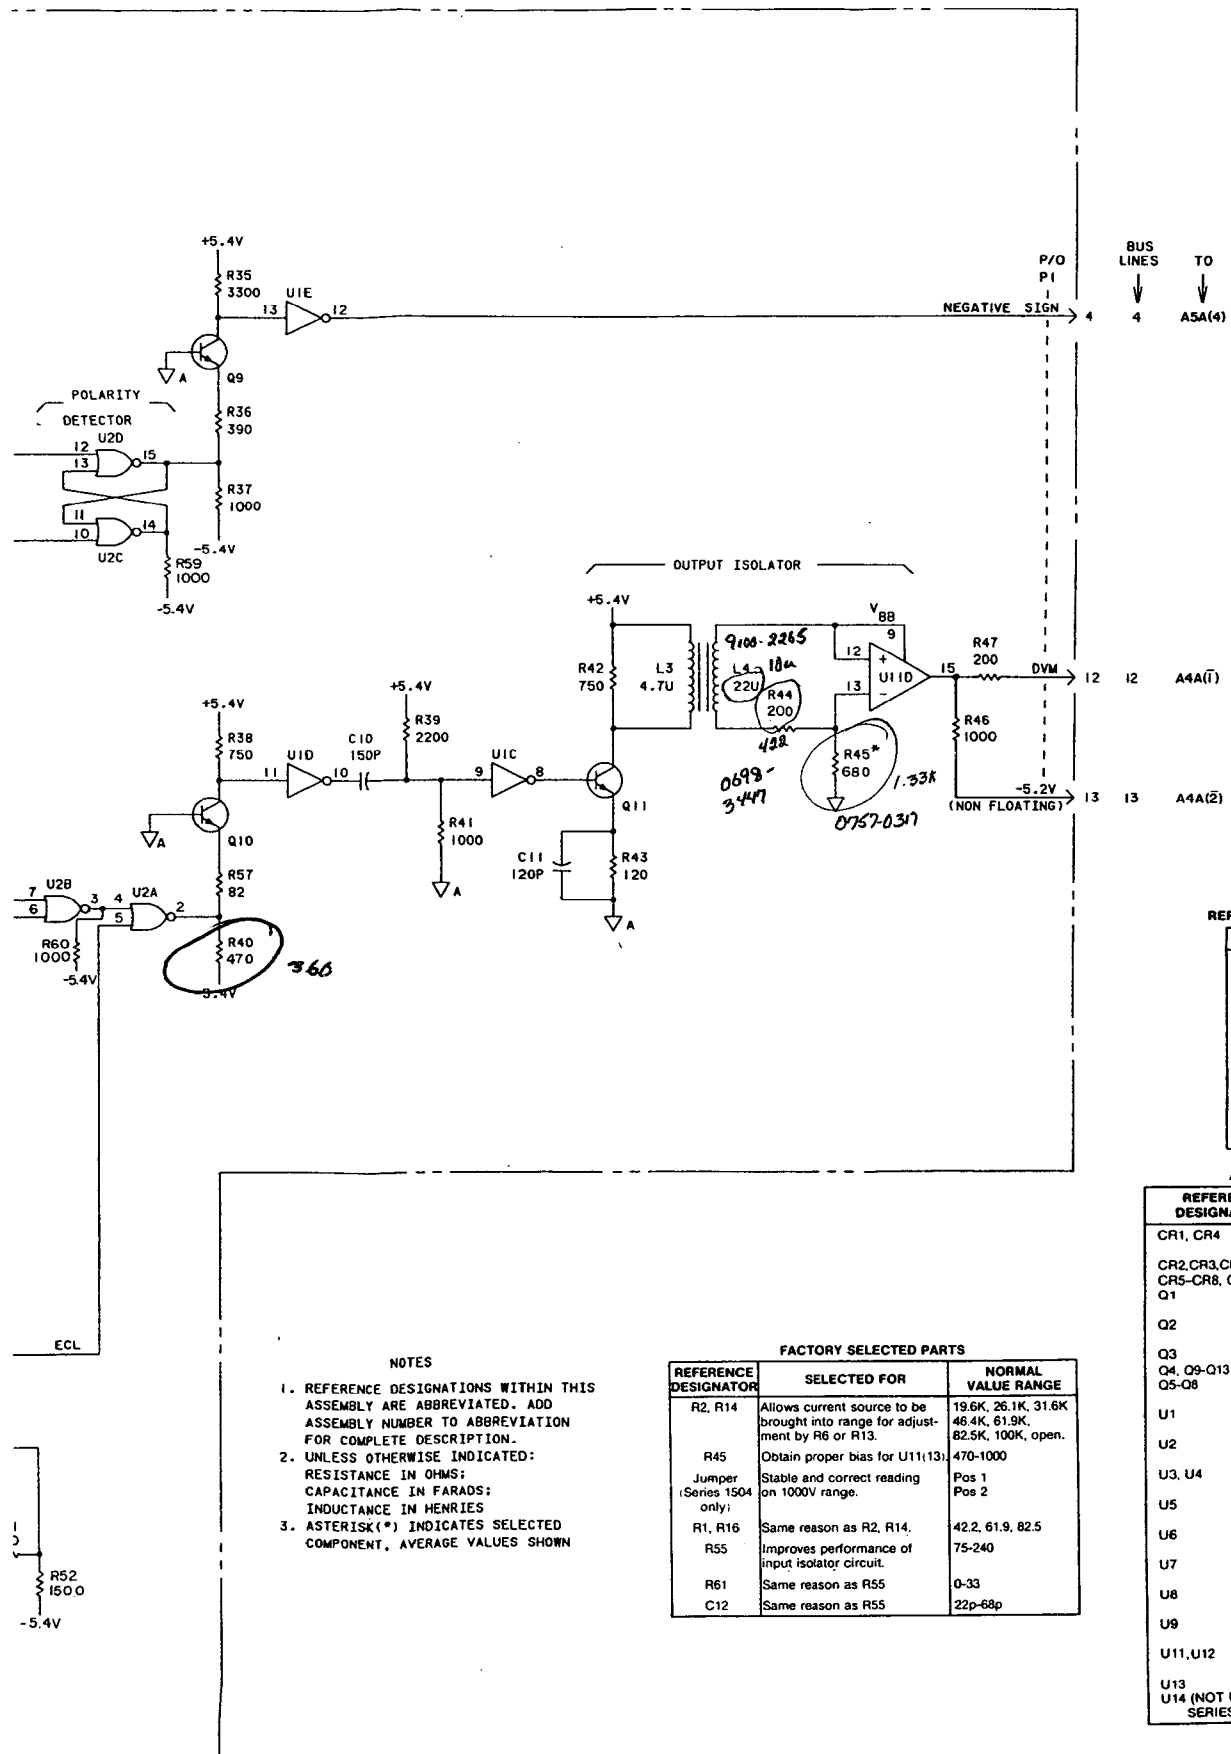 +5.4V
R35
3300
U1E
13
12
Q9
A
R36
390
POLARITY
DETECTOR
U2D
12
13
15
R37
1000
-5.4V
11
10
14
U2C
R59
1000
-5.4V
P/O
P1
BUS
LINES
TO
NEGATIVE SIGN
4
4
A5A(4)
OUTPUT ISOLATOR
+5.4V
R42
750
L3
4.7U
9100-2265
L4
10u
22U
R44
200
422
0698-
3447
VBB
9
12
+
13
-
U11D
15
R47
200
DVM
12
12
A4A(1̅)
R46
1000
-5.2V
(NON FLOATING)
13
13
A4A(2̅)
R45*
680
1.33K
0757-0317
+5.4V
R38
750
U1D
11
10
C10
150P
+5.4V
R39
2200
U1C
9
8
Q11
A
Q10
R41
1000
A
C11
120P
R43
120
A
R57
82
U2B
7
6
3
U2A
4
5
2
R60
1000
-5.4V
R40
470
-5.4V
360
ECL
R52
1500
-5.4V
NOTES
1. REFERENCE DESIGNATIONS WITHIN THIS
ASSEMBLY ARE ABBREVIATED. ADD
ASSEMBLY NUMBER TO ABBREVIATION
FOR COMPLETE DESCRIPTION.
2. UNLESS OTHERWISE INDICATED:
RESISTANCE IN OHMS;
CAPACITANCE IN FARADS;
INDUCTANCE IN HENRIES
3. ASTERISK(*) INDICATES SELECTED
COMPONENT, AVERAGE VALUES SHOWN
FACTORY SELECTED PARTS
REFERENCE DESIGNATOR SELECTED FOR NORMAL VALUE RANGE
R2, R14 Allows current source to be 19.6K, 26.1K, 31.6K
brought into range for adjust- 46.4K, 61.9K,
ment by R6 or R13. 82.5K, 100K, open.
R45 Obtain proper bias for U11(13). 470-1000
Jumper Stable and correct reading Pos 1
(Series 1504 on 1000V range. Pos 2
only)
R1, R16 Same reason as R2, R14. 42.2, 61.9, 82.5
R55 Improves performance of 75-240
input isolator circuit.
R61 Same reason as R55 0-33
C12 Same reason as R55 22p-68p
REF
REFERE
DESIGNA
CR1, CR4
CR2,CR3,C
CR5-CR8,
Q1
Q2
Q3
Q4, Q9-Q13
Q5-Q8
U1
U2
U3, U4
U5
U6
U7
U8
U9
U11,U12
U13
U14 (NOT
SERIES